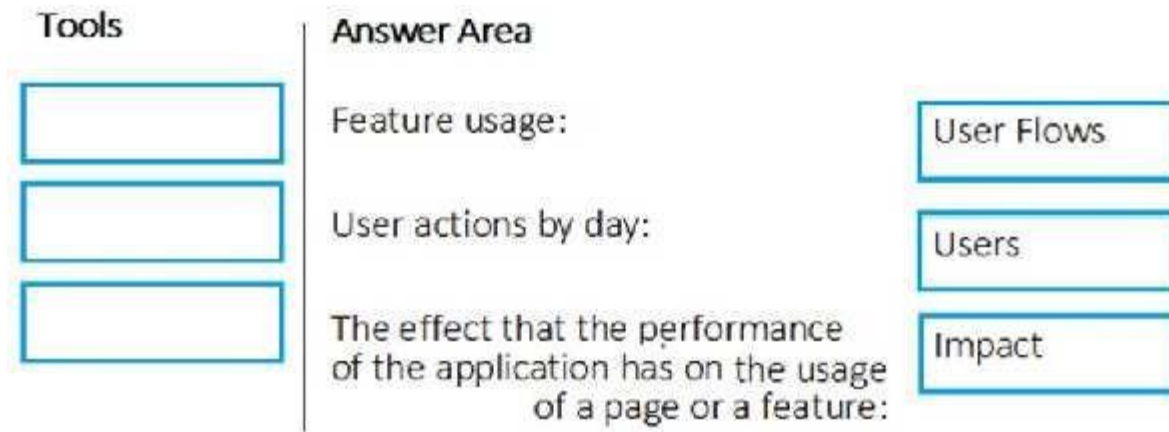 Tools
Answer Area
Feature usage:
User Flows
User actions by day:
Users
The effect that the performance
of the application has on the usage
of a page or a feature:
Impact